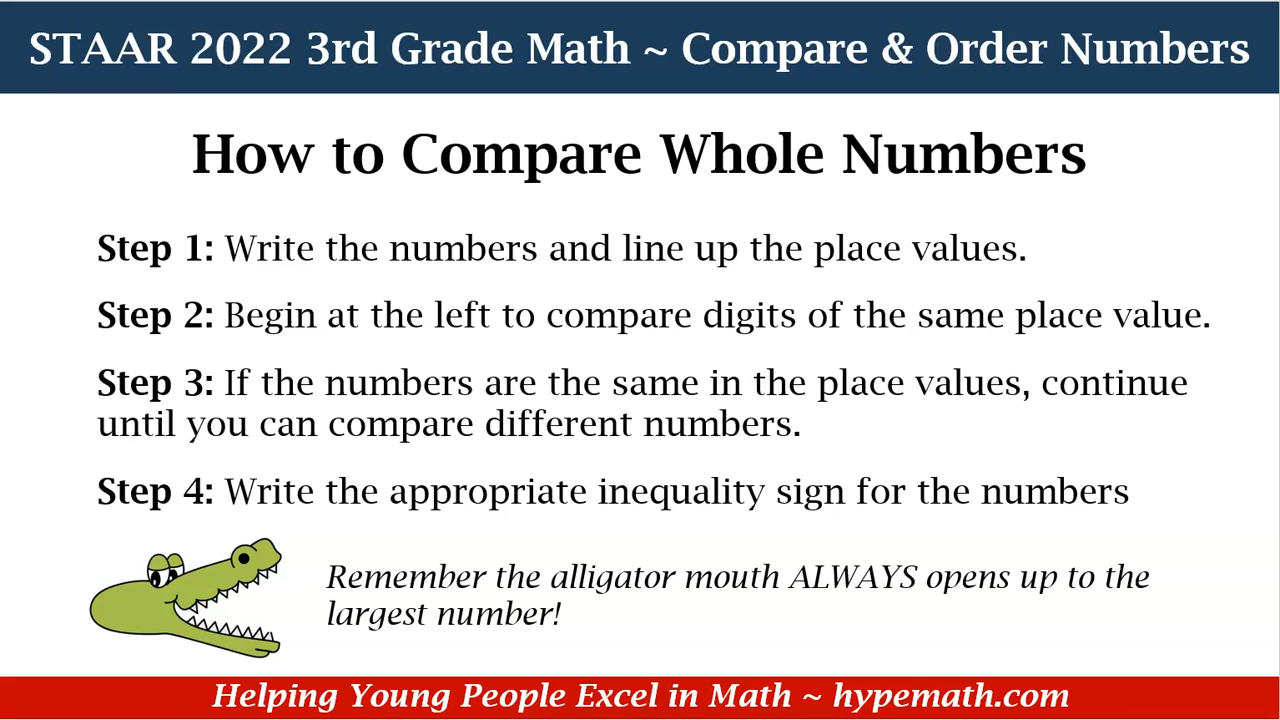 STAAR 2022 3rd Grade Math ~ Compare & Order Numbers
How to Compare Whole Numbers
Step 1: Write the numbers and line up the place values.
Step 2: Begin at the left to compare digits of the same place value.
Step 3: If the numbers are the same in the place values, continue
until you can compare different numbers.
Step 4: Write the appropriate inequality sign for the numbers
Remember the alligator mouth ALWAYS opens up to the
largest number!
Helping Young People Excel in Math ~ hypemath.com